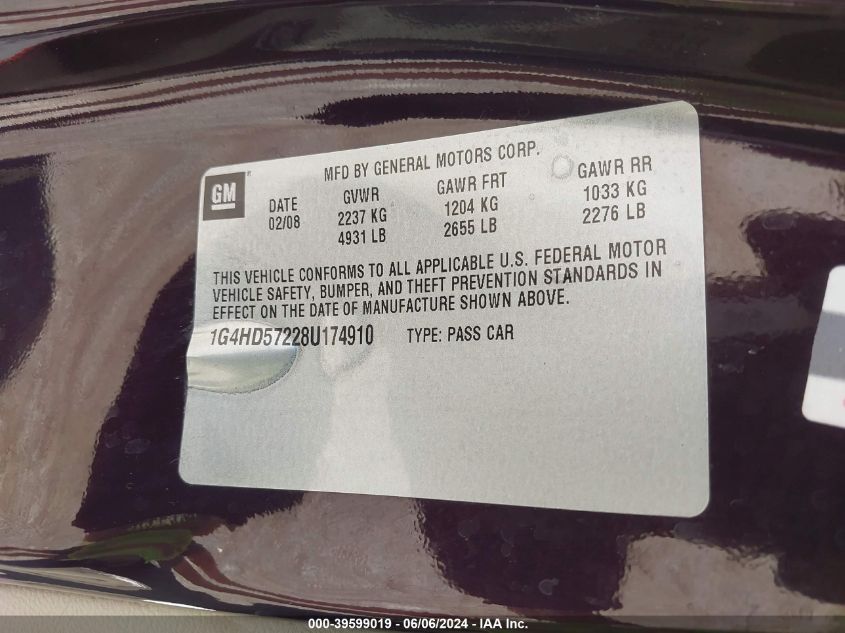 GM ®
MFD BY GENERAL MOTORS CORP.
DATE GVWR GAWR FRT GAWR RR
02/08 2237 KG 1204 KG 1033 KG
4931 LB 2655 LB 2276 LB
THIS VEHICLE CONFORMS TO ALL APPLICABLE U.S. FEDERAL MOTOR
VEHICLE SAFETY, BUMPER, AND THEFT PREVENTION STANDARDS IN
EFFECT ON THE DATE OF MANUFACTURE SHOWN ABOVE.
1G4HD57228U174910 TYPE: PASS CAR
000-39599019 - 06/06/2024 - IAA Inc.